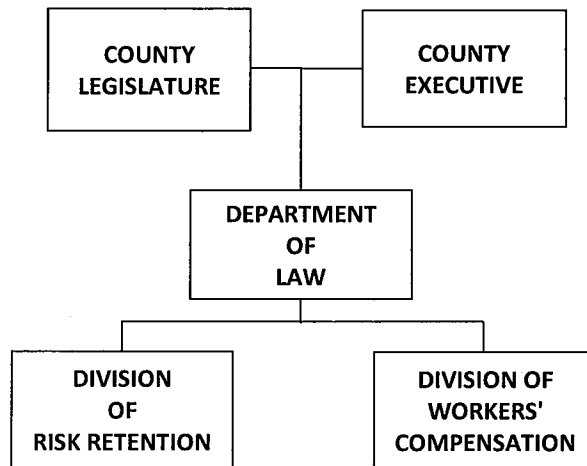 COUNTY
LEGISLATURE
COUNTY
EXECUTIVE
DEPARTMENT
OF
LAW
DIVISION
OF
RISK RETENTION
DIVISION OF
WORKERS'
COMPENSATION